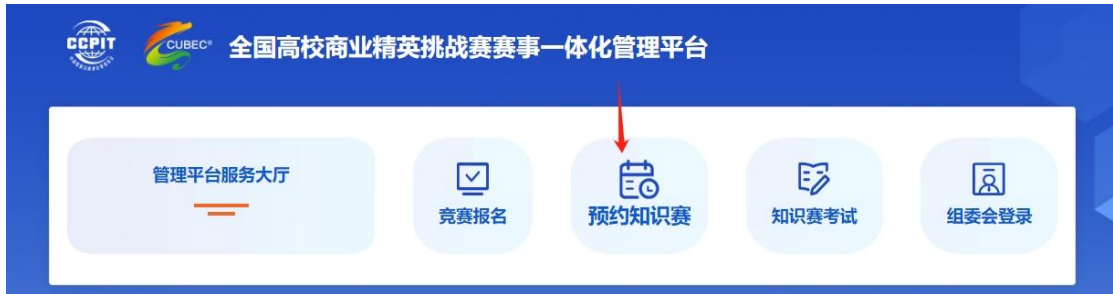 CCPIT
CUBEC®
全国高校商业精英挑战赛赛事一体化管理平台
管理平台服务大厅
竞赛报名
预约知识赛
知识赛考试
组委会登录